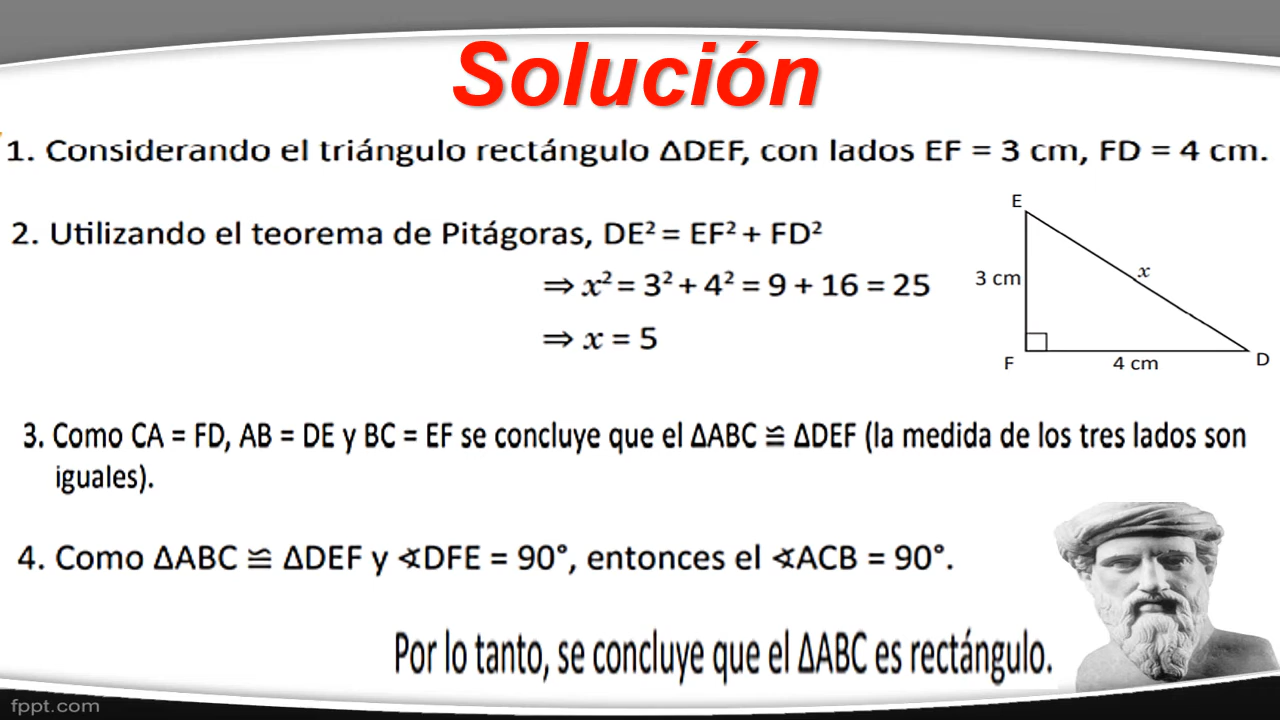 Solución
1. Considerando el triángulo rectángulo ΔDEF, con lados EF = 3 cm, FD = 4 cm.
2. Utilizando el teorema de Pitágoras, DE² = EF² + FD²
⇒ x² = 3² + 4² = 9 + 16 = 25
⇒ x = 5
E
3 cm
x
F
4 cm
D
3. Como CA = FD, AB = DE y BC = EF se concluye que el ΔABC ≌ ΔDEF (la medida de los tres lados son
iguales).
4. Como ΔABC ≌ ΔDEF y ∢DFE = 90°, entonces el ∢ACB = 90°.
Por lo tanto, se concluye que el ΔABC es rectángulo.
fppt.com